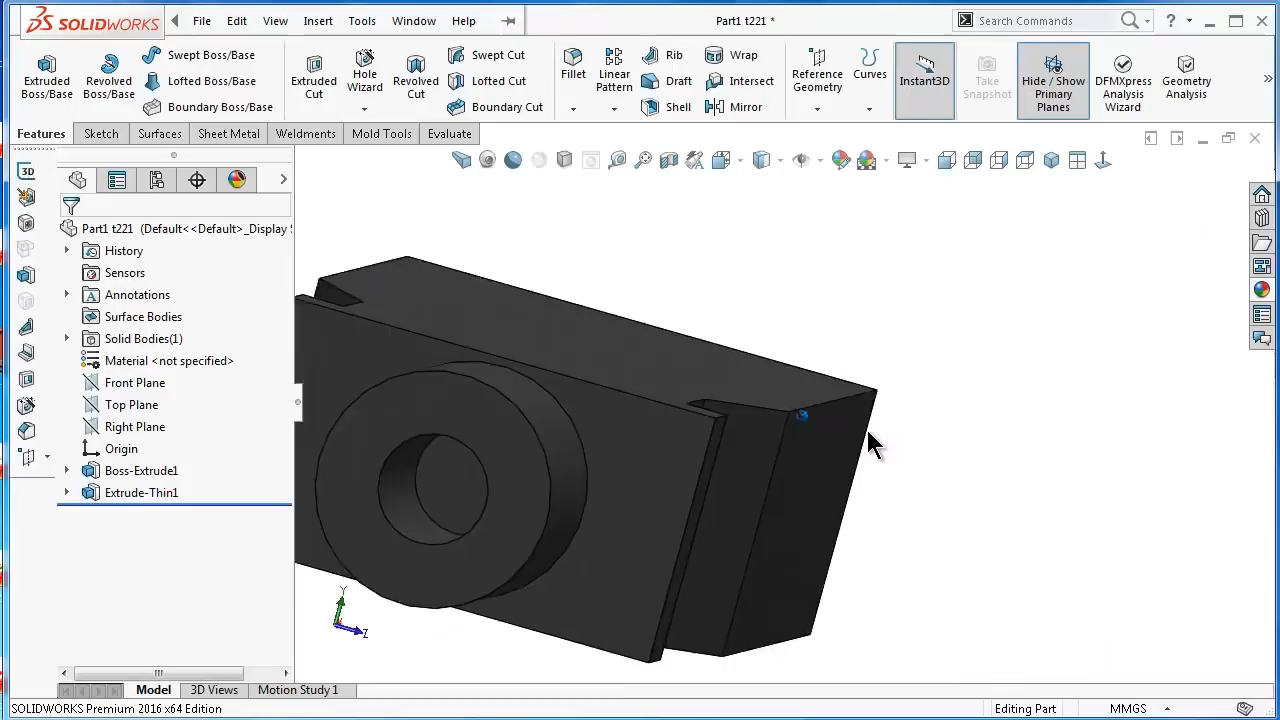 SOLIDWORKS File Edit View Insert Tools Window Help Part1 t221 * Search Commands ?
Extruded Boss/Base Revolved Boss/Base Swept Boss/Base Lofted Boss/Base Boundary Boss/Base Extruded Cut Hole Wizard Revolved Cut Swept Cut Lofted Cut Boundary Cut Fillet Linear Pattern Rib Draft Shell Wrap Intersect Mirror Reference Geometry Curves Instant3D Take Snapshot Hide / Show Primary Planes DFMXpress Analysis Wizard Geometry Analysis »
Features Sketch Surfaces Sheet Metal Weldments Mold Tools Evaluate
3D
Part1 t221 (Default<<Default>_Display
History
Sensors
A Annotations
Surface Bodies
Solid Bodies(1)
Material <not specified>
Front Plane
Top Plane
Right Plane
Origin
Boss-Extrude1
Extrude-Thin1
Y
Z
Model 3D Views Motion Study 1
SOLIDWORKS Premium 2016 x64 Edition Editing Part MMGS